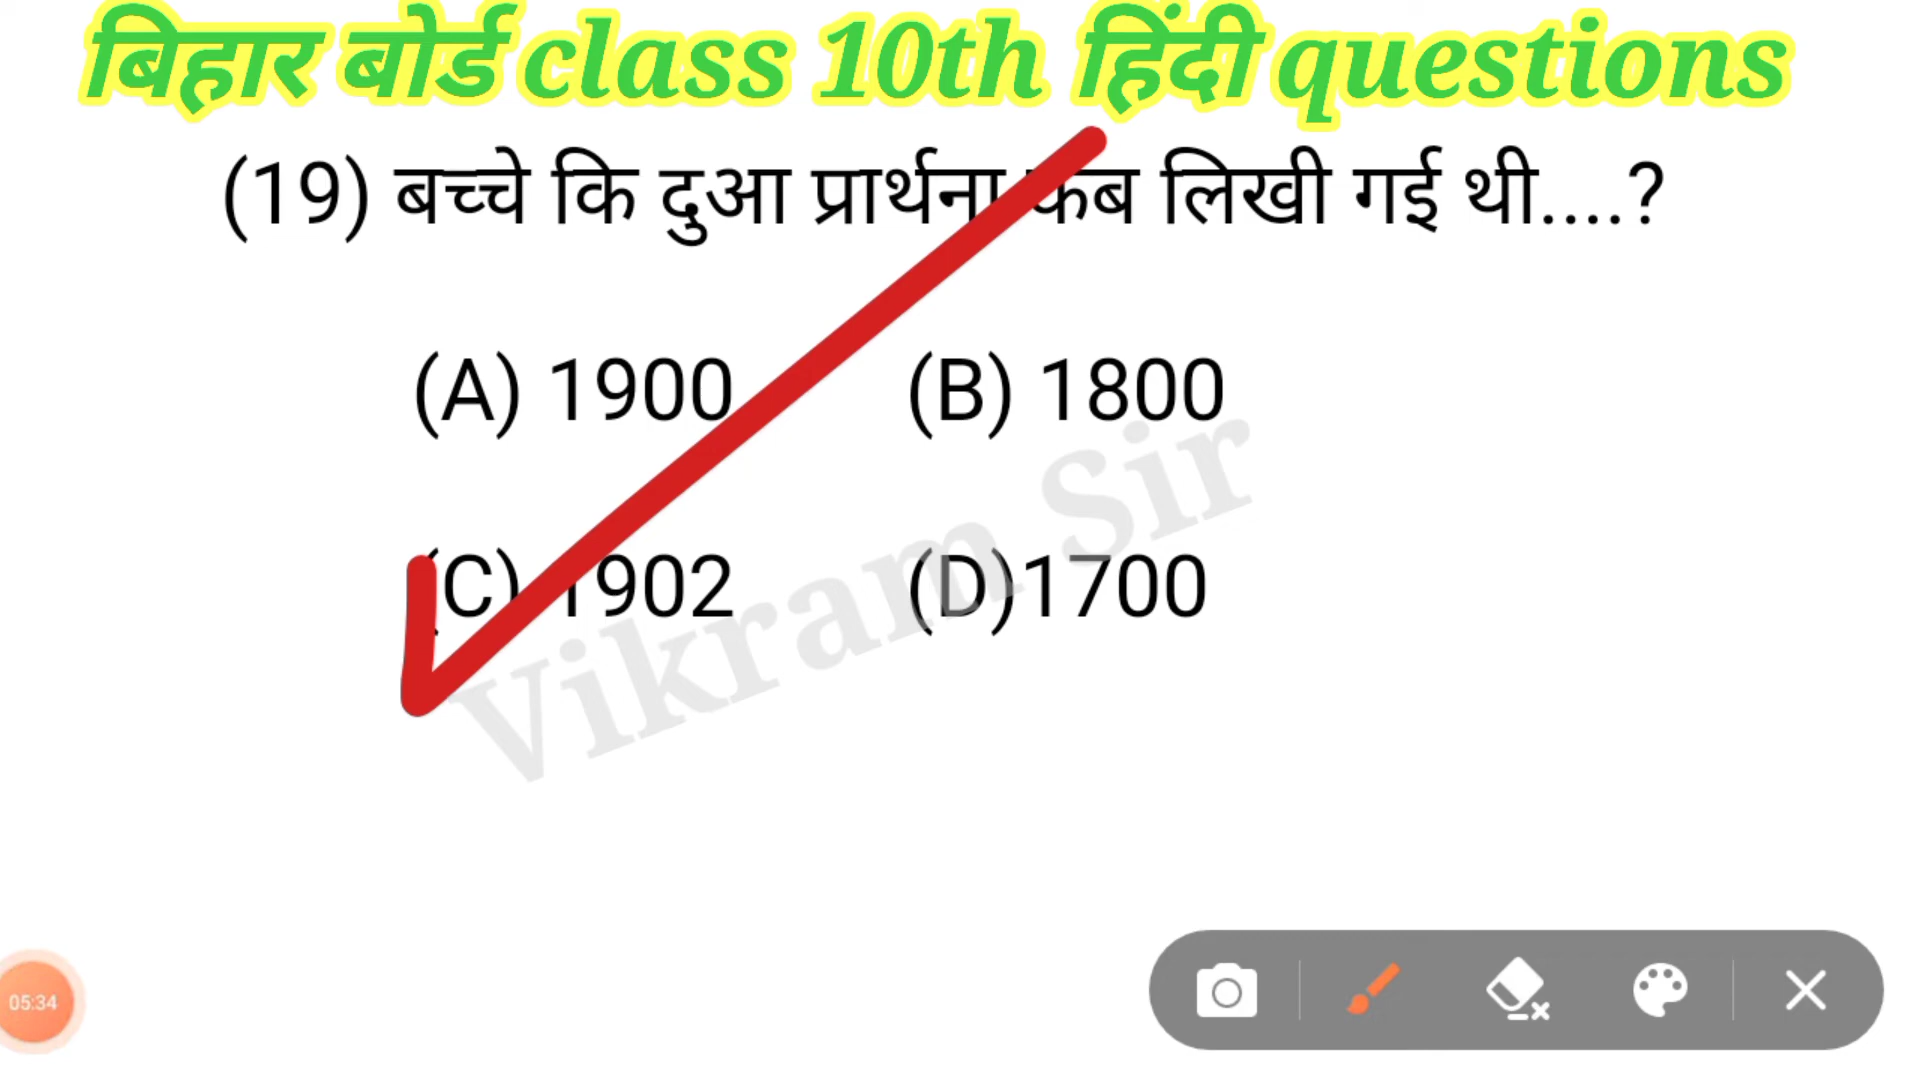 बिहार बोर्ड class 10th हिंदी questions
(19) बच्चे कि दुआ प्रार्थना कब लिखी गई थी....?
(A) 1900 (B) 1800
(C) 1902 (D)1700
Vikram Sir
05:34